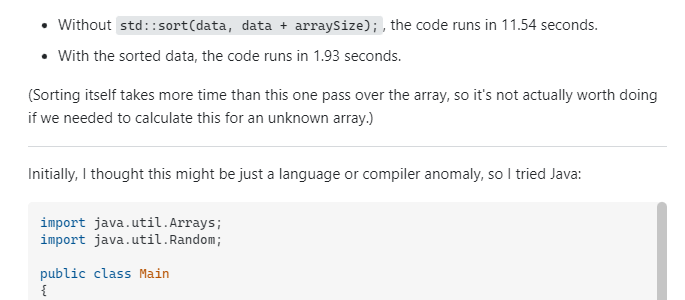 • Without std::sort(data, data + arraySize);, the code runs in 11.54 seconds.
• With the sorted data, the code runs in 1.93 seconds.
(Sorting itself takes more time than this one pass over the array, so it's not actually worth doing
if we needed to calculate this for an unknown array.)
Initially, I thought this might be just a language or compiler anomaly, so I tried Java:
import java.util.Arrays;
import java.util.Random;
public class Main
{